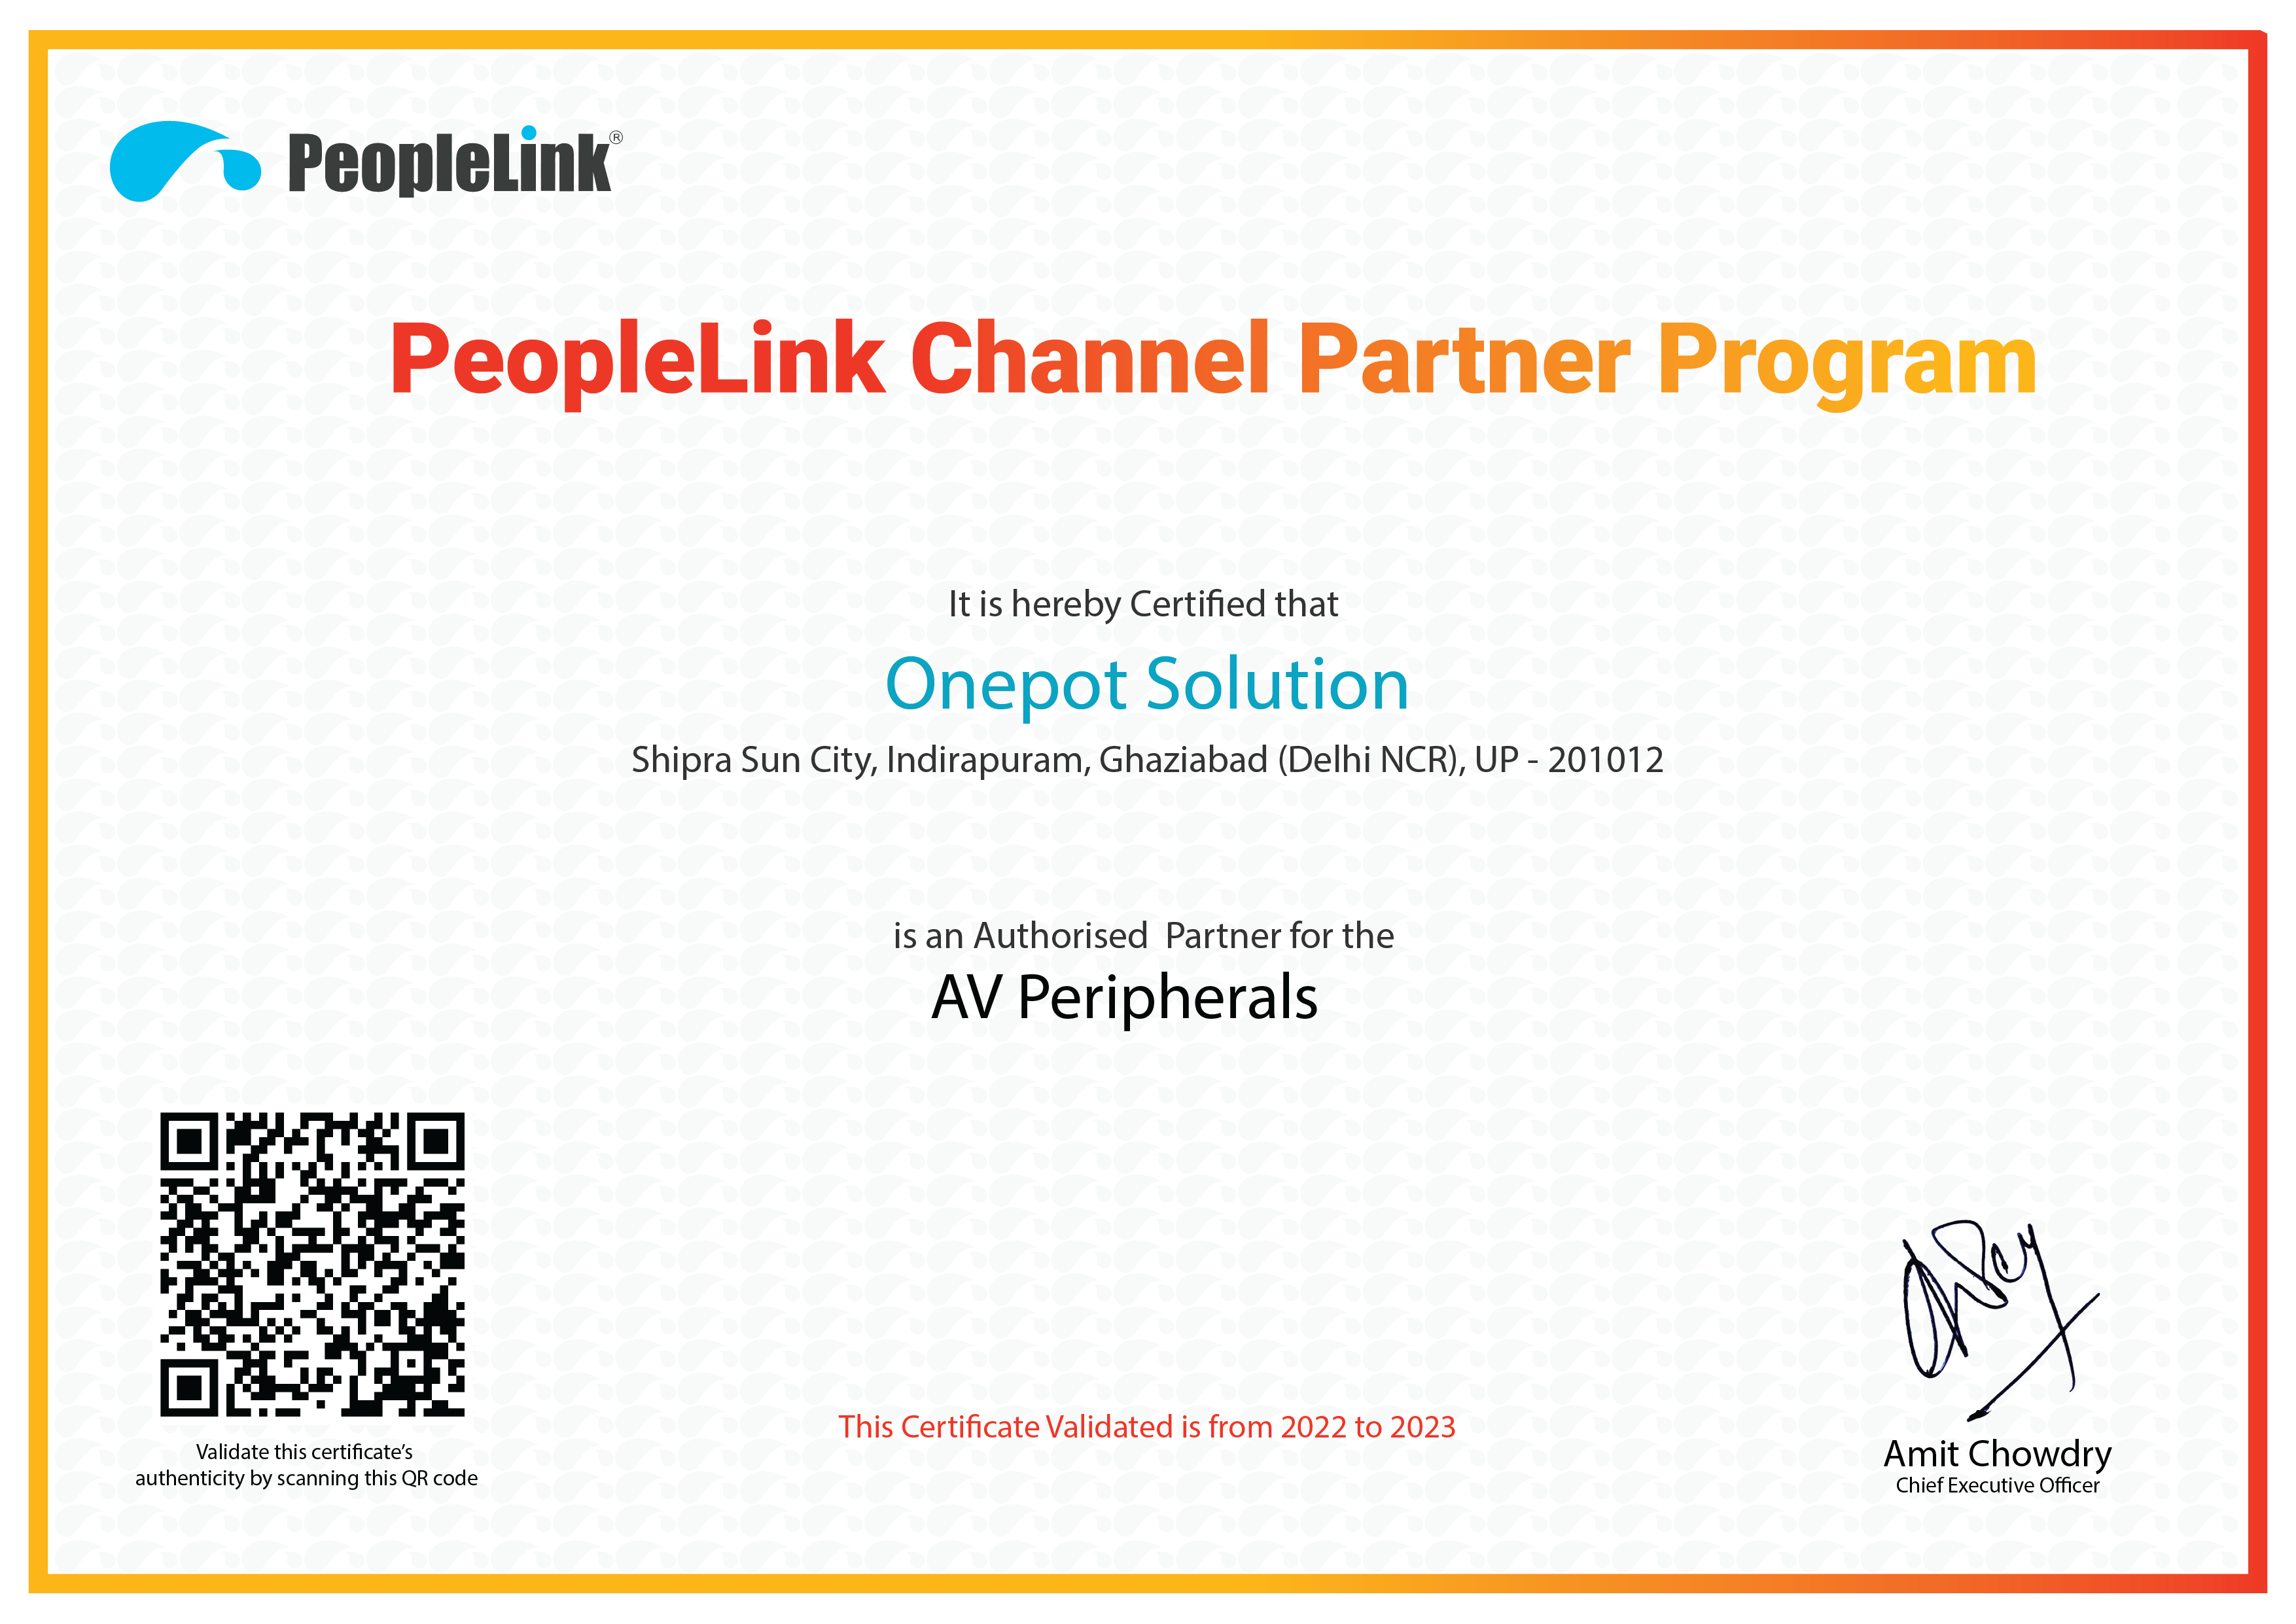 PeopleLink®
PeopleLink Channel Partner Program
It is hereby Certified that
Onepot Solution
Shipra Sun City, Indirapuram, Ghaziabad (Delhi NCR), UP - 201012
is an Authorised Partner for the
AV Peripherals
Validate this certificate’s
authenticity by scanning this QR code
This Certificate Validated is from 2022 to 2023
Amit Chowdry
Chief Executive Officer